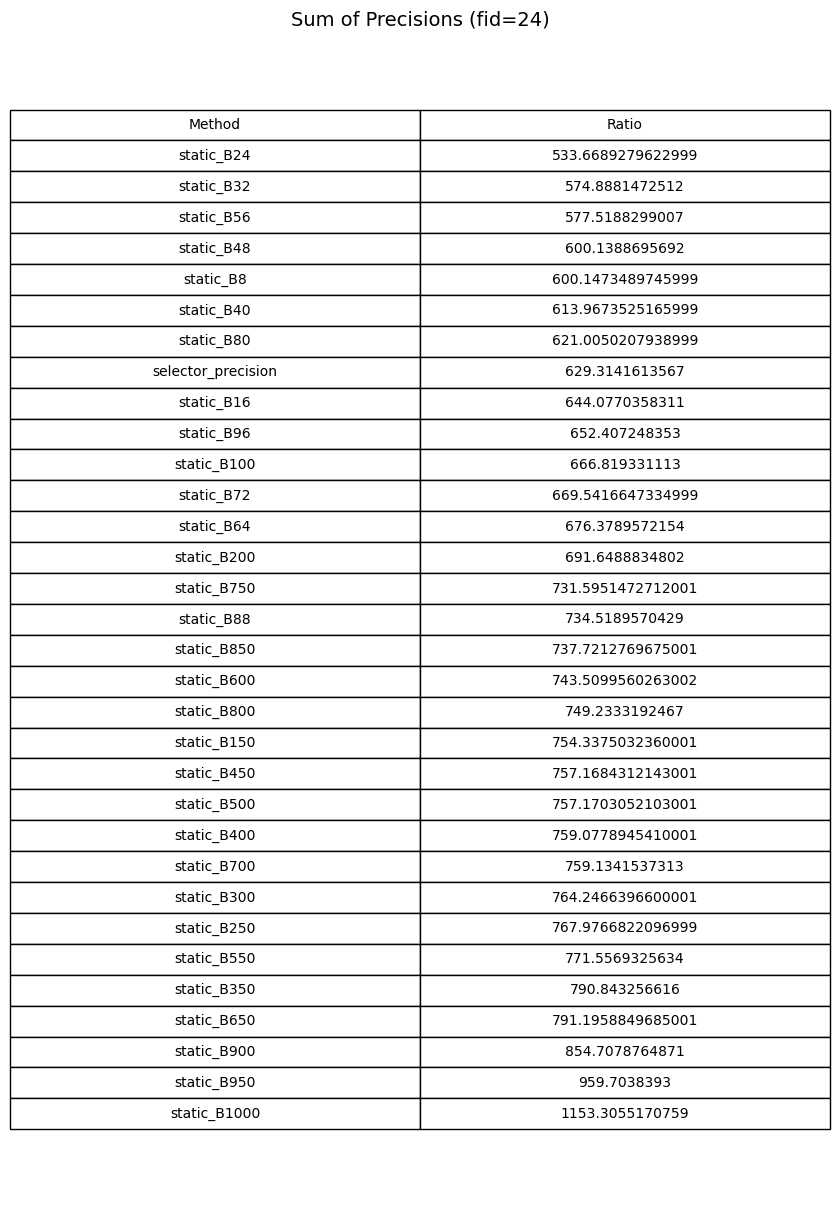 Sum of Precisions (fid=24)
Method Ratio
static_B24 533.6689279622999
static_B32 574.8881472512
static_B56 577.5188299007
static_B48 600.1388695692
static_B8 600.1473489745999
static_B40 613.9673525165999
static_B80 621.0050207938999
selector_precision 629.3141613567
static_B16 644.0770358311
static_B96 652.407248353
static_B100 666.819331113
static_B72 669.5416647334999
static_B64 676.3789572154
static_B200 691.6488834802
static_B750 731.5951472712001
static_B88 734.5189570429
static_B850 737.7212769675001
static_B600 743.5099560263002
static_B800 749.2333192467
static_B150 754.3375032360001
static_B450 757.1684312143001
static_B500 757.1703052103001
static_B400 759.0778945410001
static_B700 759.1341537313
static_B300 764.2466396600001
static_B250 767.9766822096999
static_B550 771.5569325634
static_B350 790.843256616
static_B650 791.1958849685001
static_B900 854.7078764871
static_B950 959.7038393
static_B1000 1153.3055170759